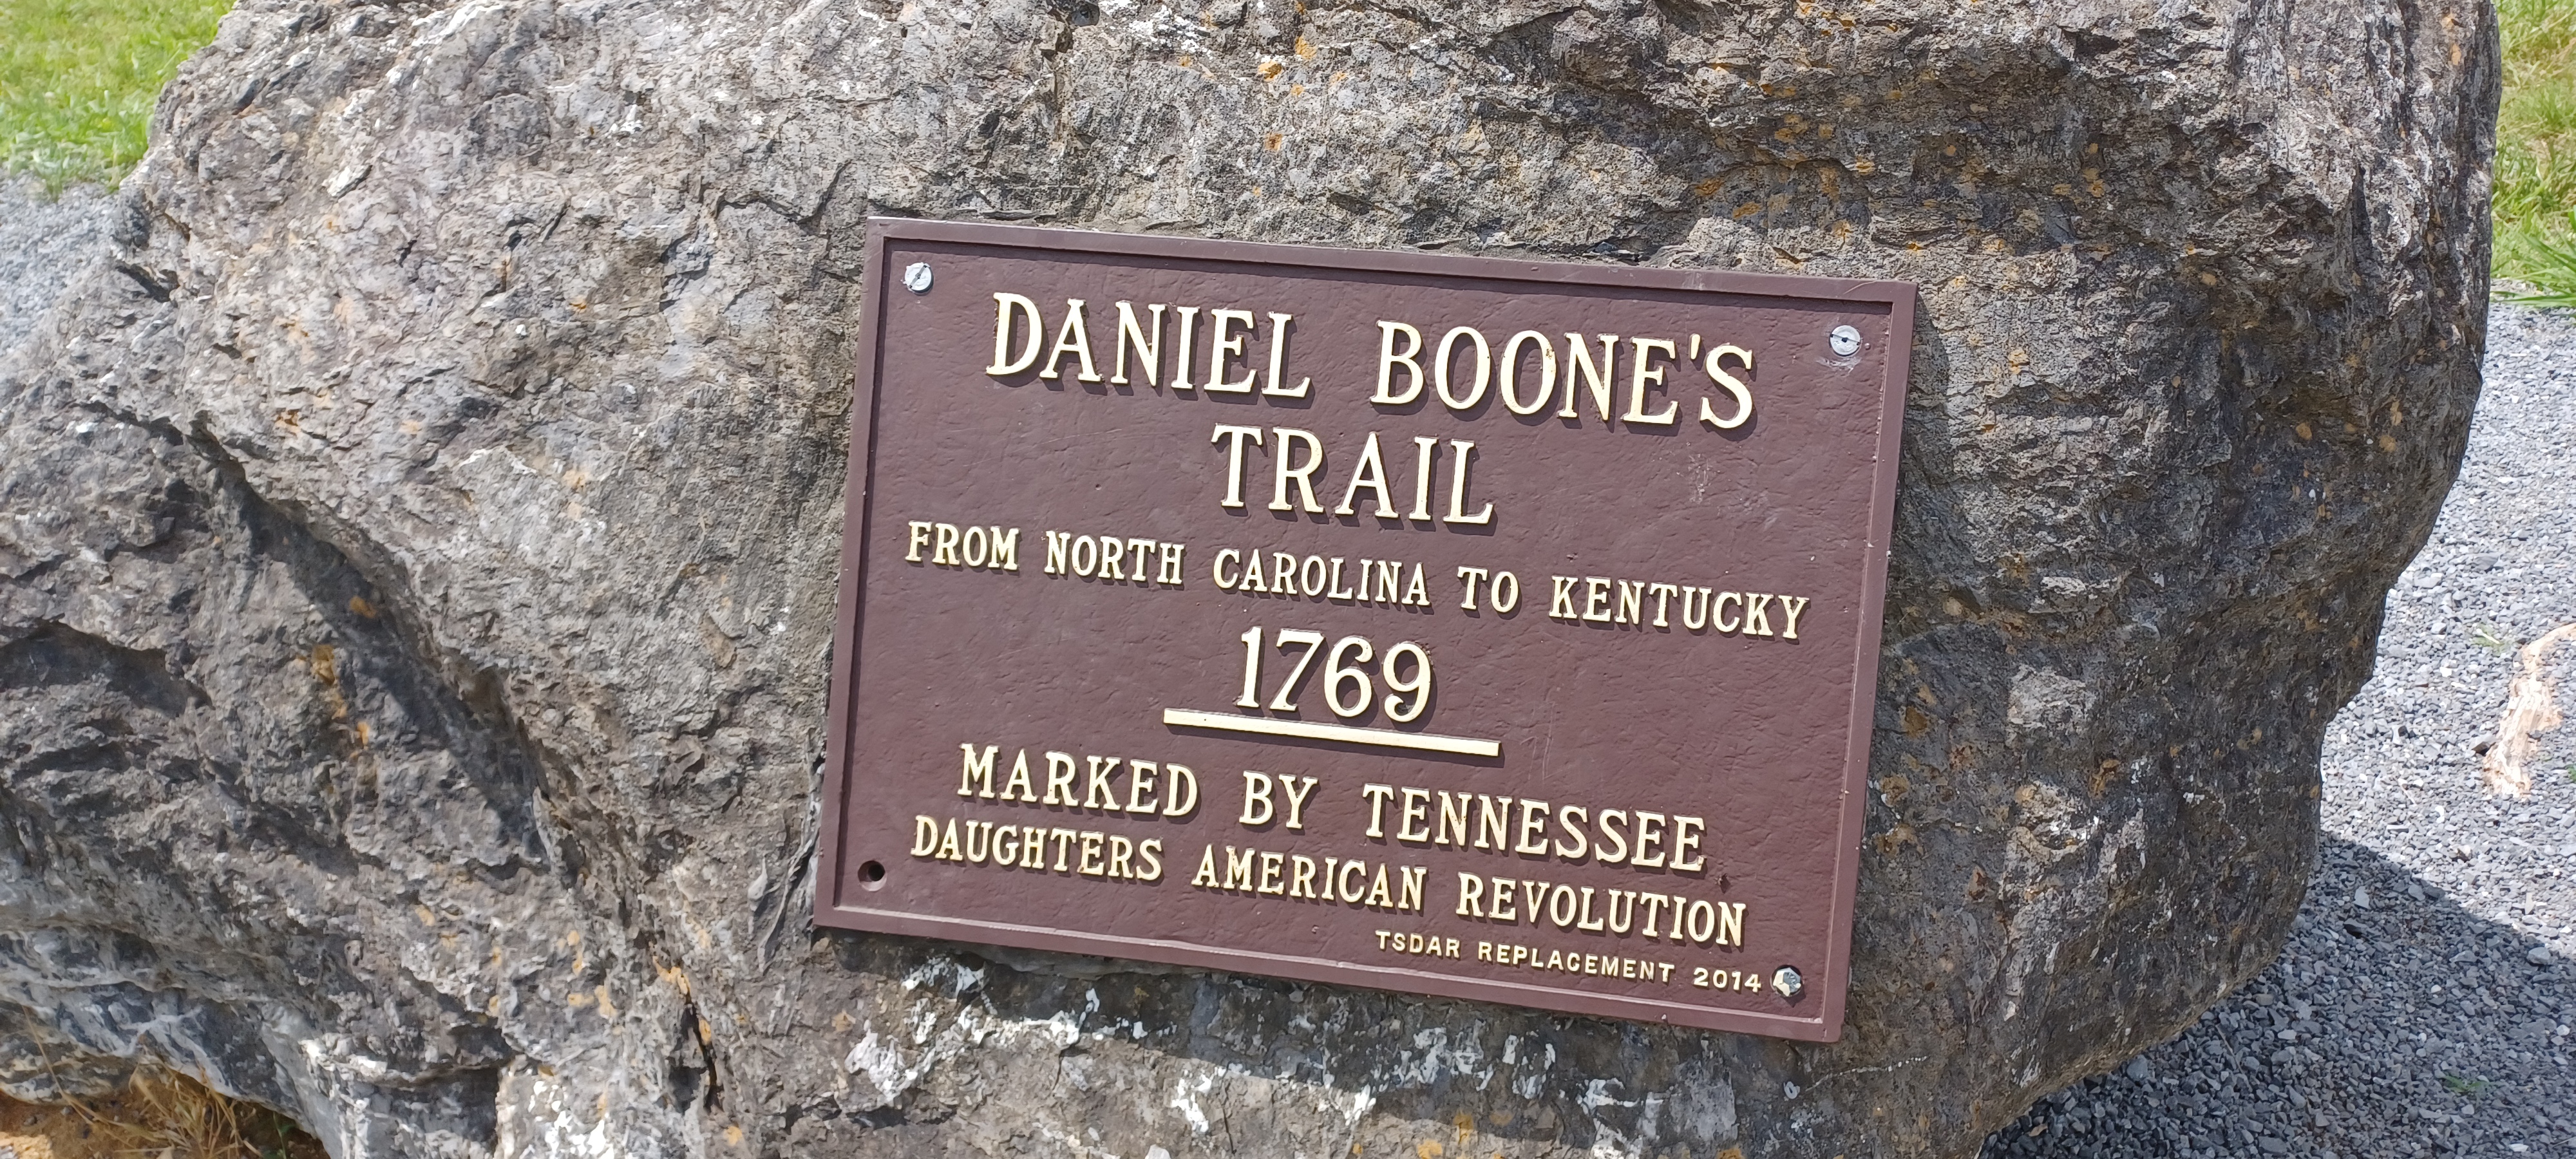 DANIEL BOONE'S
TRAIL
FROM NORTH CAROLINA TO KENTUCKY
1769
MARKED BY TENNESSEE
DAUGHTERS AMERICAN REVOLUTION
TSDAR REPLACEMENT 2014